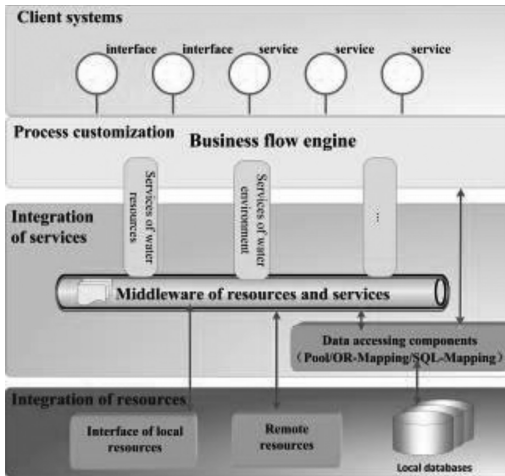 Client systems
interface
interface
service
service
service
Process customization
Business flow engine
Services of water
resources
Services of water
environment
...
Integration
of services
Middleware of resources and services
Data accessing components
(Pool/OR-Mapping/SQL-Mapping)
Integration of resources
Interface of local
resources
Remote
resources
Local databases